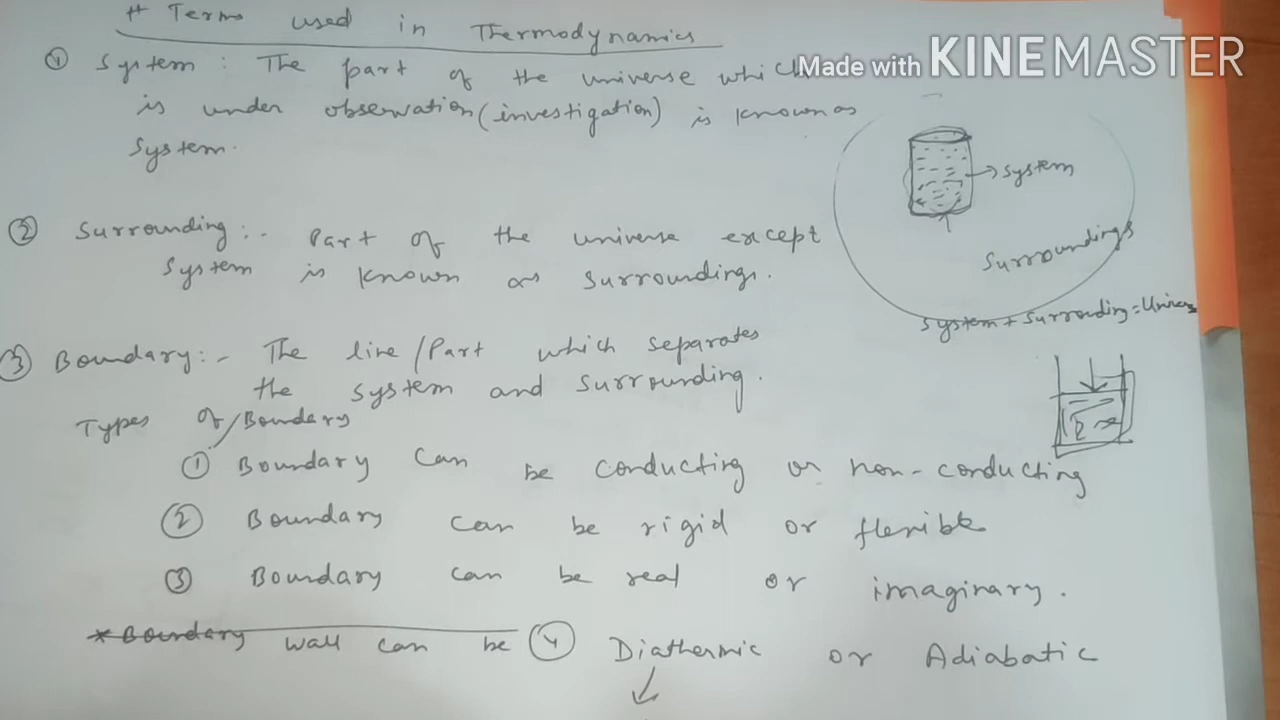 # Terms used in Thermodynamics
Made with KINEMASTER
① System : The part of the universe which
is under observation (investigation) is known as
System.
→ System
② Surrounding :- Part of the universe except
System is known as Surroundings.
Surroundings
System + Surrounding = Univers
③ Boundary :- The line/Part which separates
the system and surrounding.
Types of Boundary
① Boundary can be conducting or non-conducting
② Boundary can be rigid or flexible
③ Boundary can be real or imaginary.
* Boundary wall can be ④ Diathermic or Adiabatic